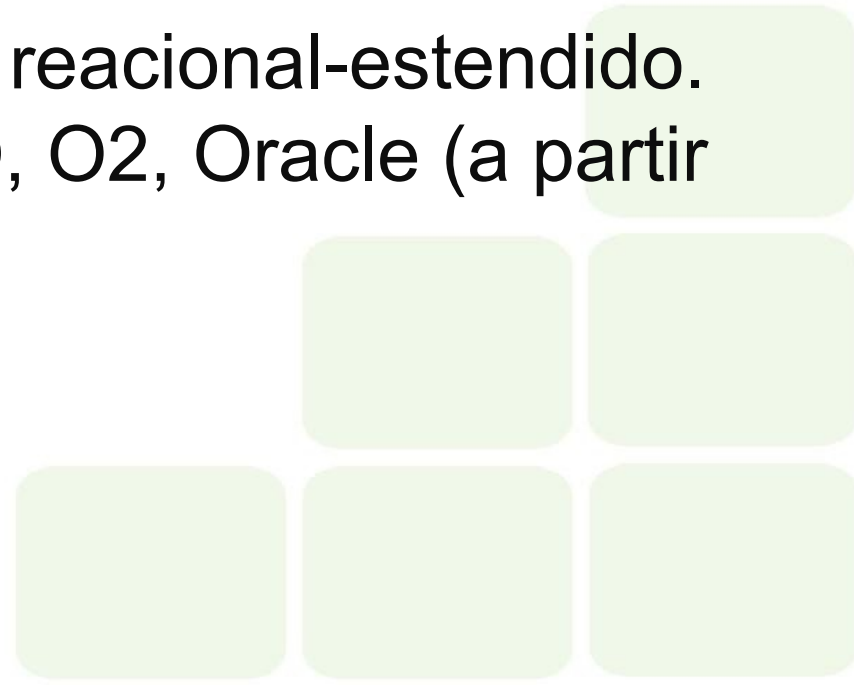 reacional-estendido.
, O2, Oracle (a partir